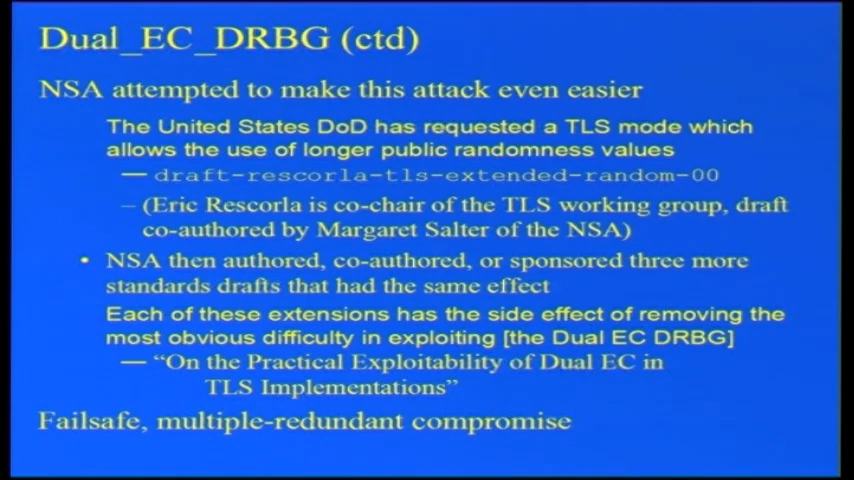 Dual_EC_DRBG (ctd)
NSA attempted to make this attack even easier
The United States DoD has requested a TLS mode which
allows the use of longer public randomness values
— draft-rescorla-tls-extended-random-00
– (Eric Rescorla is co-chair of the TLS working group, draft
co-authored by Margaret Salter of the NSA)
• NSA then authored, co-authored, or sponsored three more
standards drafts that had the same effect
Each of these extensions has the side effect of removing the
most obvious difficulty in exploiting [the Dual EC DRBG]
— “On the Practical Exploitability of Dual EC in
TLS Implementations”
Failsafe, multiple-redundant compromise